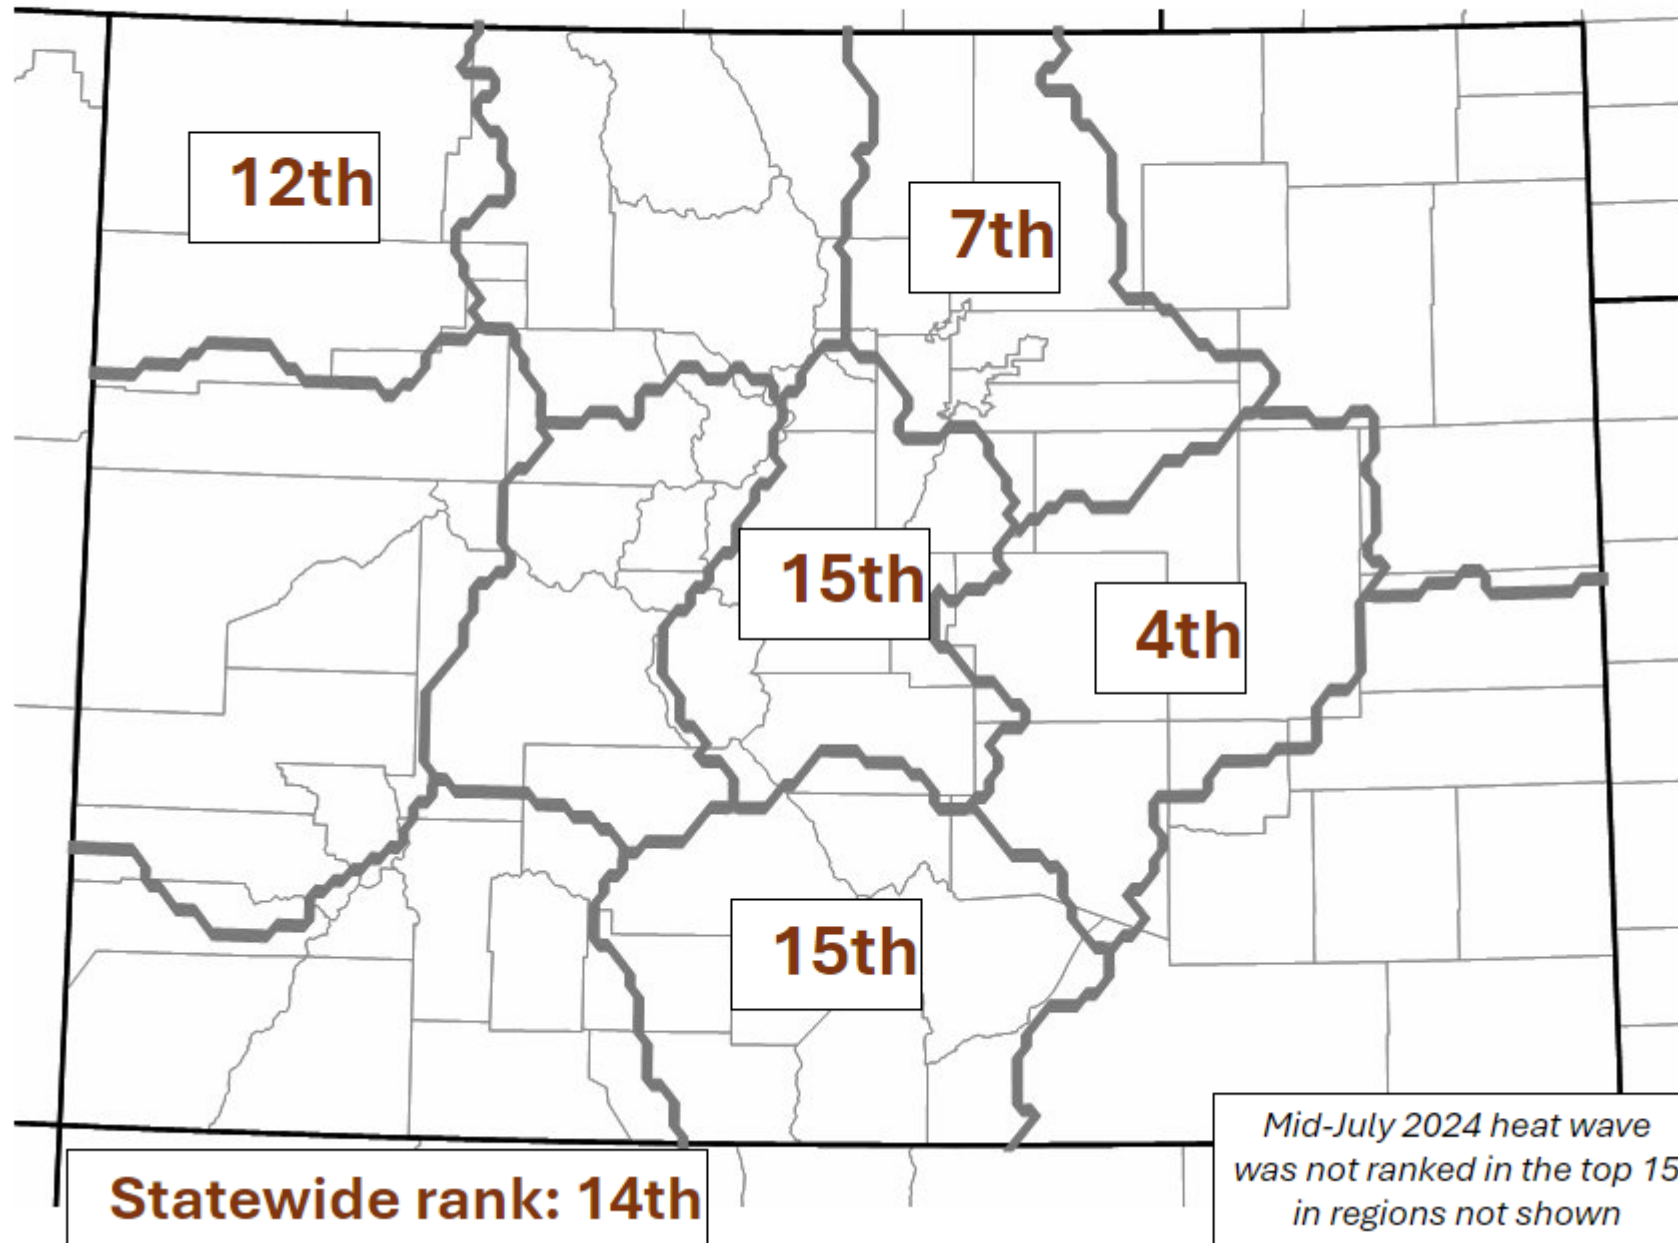 12th
7th
15th
4th
15th
Statewide rank: 14th
Mid-July 2024 heat wave
was not ranked in the top 15
in regions not shown